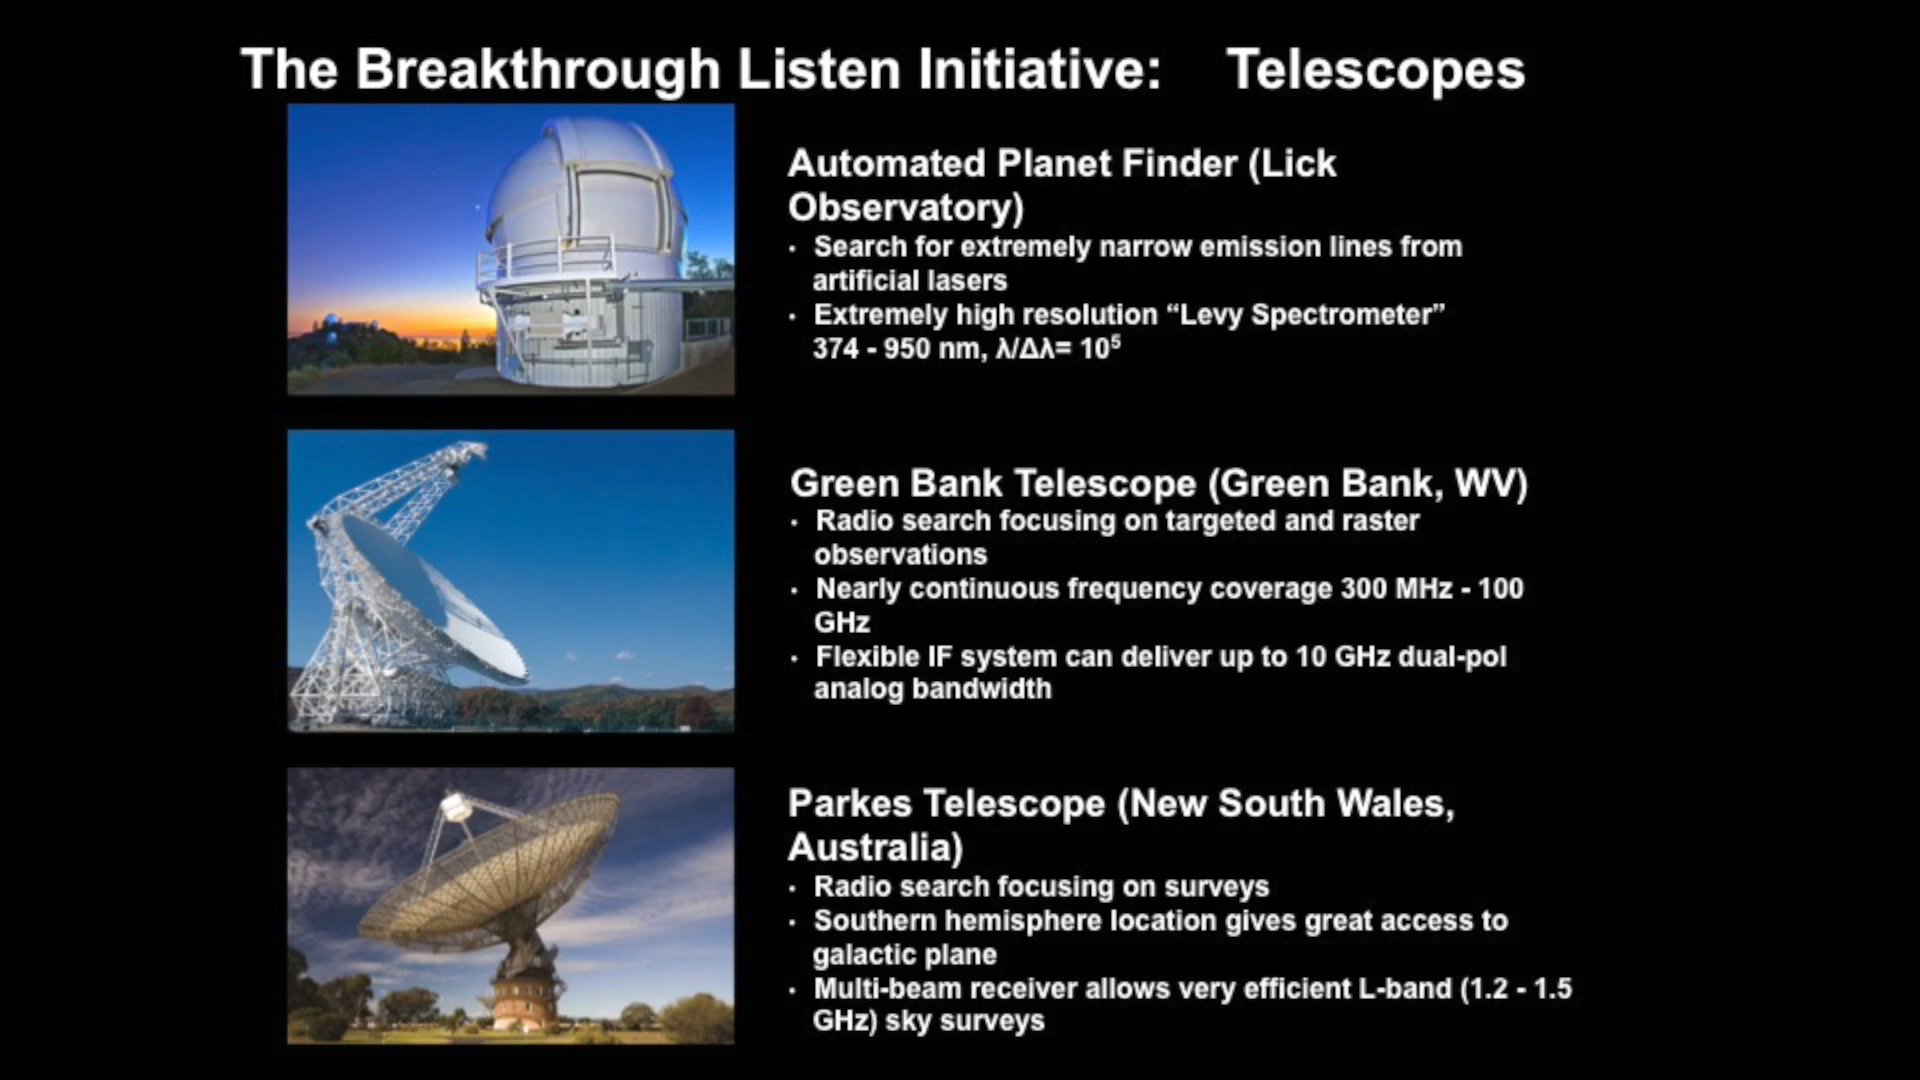 The Breakthrough Listen Initiative: Telescopes
Automated Planet Finder (Lick
Observatory)
· Search for extremely narrow emission lines from
artificial lasers
· Extremely high resolution “Levy Spectrometer”
374 - 950 nm, λ/Δλ= 10⁵
Green Bank Telescope (Green Bank, WV)
· Radio search focusing on targeted and raster
observations
· Nearly continuous frequency coverage 300 MHz - 100
GHz
· Flexible IF system can deliver up to 10 GHz dual-pol
analog bandwidth
Parkes Telescope (New South Wales,
Australia)
· Radio search focusing on surveys
· Southern hemisphere location gives great access to
galactic plane
· Multi-beam receiver allows very efficient L-band (1.2 - 1.5
GHz) sky surveys